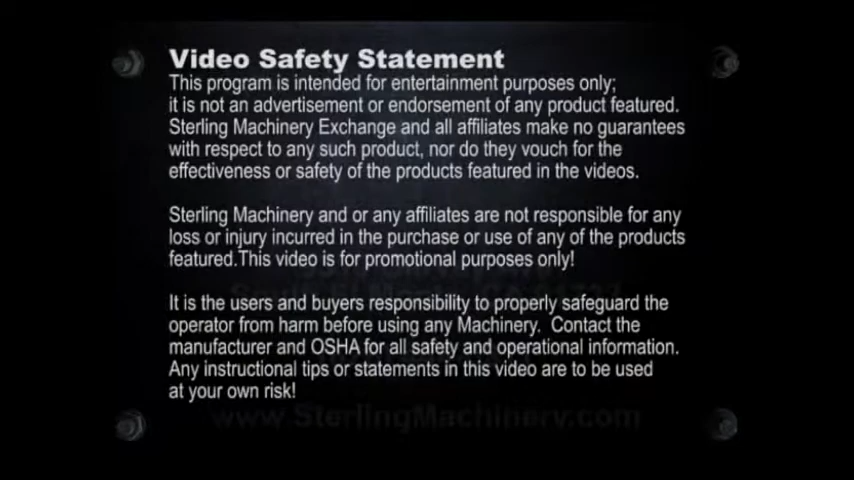 Video Safety Statement
This program is intended for entertainment purposes only;
it is not an advertisement or endorsement of any product featured.
Sterling Machinery Exchange and all affiliates make no guarantees
with respect to any such product, nor do they vouch for the
effectiveness or safety of the products featured in the videos.
Sterling Machinery and or any affiliates are not responsible for any
loss or injury incurred in the purchase or use of any of the products
featured.This video is for promotional purposes only!
It is the users and buyers responsibility to properly safeguard the
operator from harm before using any Machinery.  Contact the
manufacturer and OSHA for all safety and operational information.
Any instructional tips or statements in this video are to be used
at your own risk!
www.SterlingMachinery.com